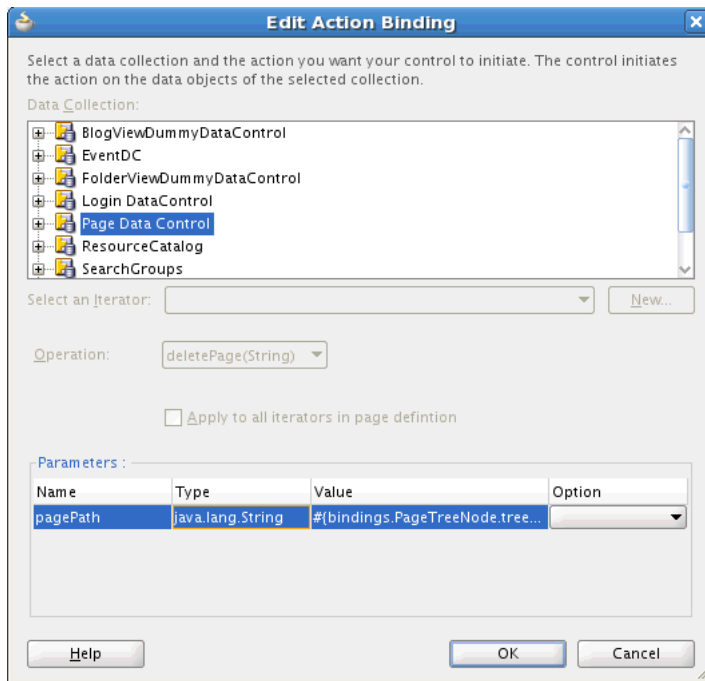 Edit Action Binding
Select a data collection and the action you want your control to initiate. The control initiates
the action on the data objects of the selected collection.
Data Collection:
BlogViewDummyDataControl
EventDC
FolderViewDummyDataControl
Login DataControl
Page Data Control
ResourceCatalog
SearchGroups
Select an Iterator:
New...
Operation:
deletePage(String)
Apply to all iterators in page defintion
Parameters :
Name Type Value Option
pagePath java.lang.String #{bindings.PageTreeNode.tree...
Help OK Cancel